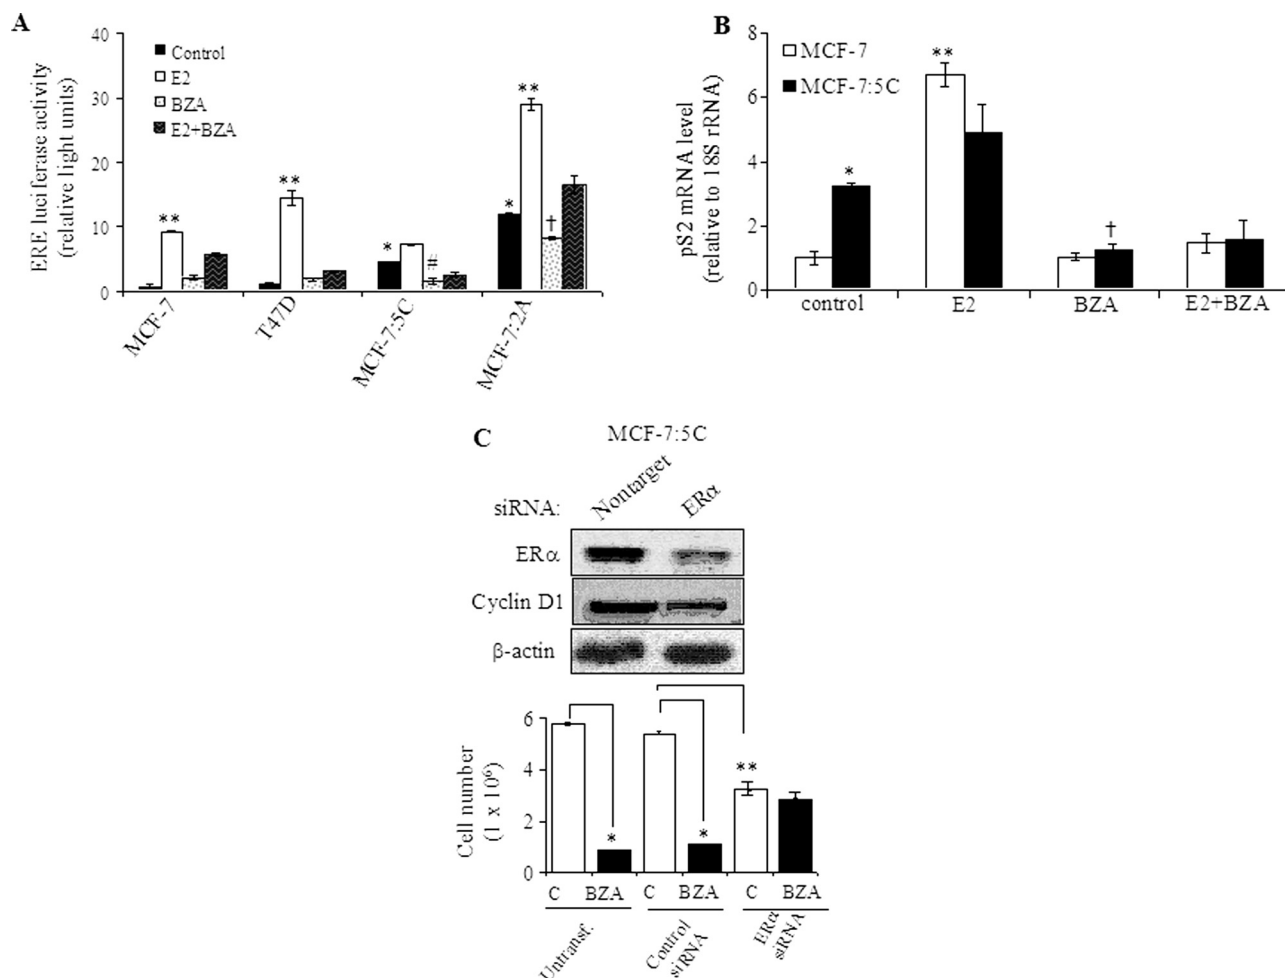 A
ERE luciferase activity
(relative light units)
40
30
20
10
0
Control
E2
BZA
E2+BZA
**
**
*
#
*
**
†
MCF-7
T47D
MCF-7:5C
MCF-7:2A
B
pS2 mRNA level
(relative to 18S rRNA)
8
6
4
2
0
MCF-7
MCF-7:5C
*
**
†
control
E2
BZA
E2+BZA
C
MCF-7:5C
siRNA:
Nontarget
ERα
ERα
Cyclin D1
β-actin
Cell number
(1 x 10⁶)
6
4
2
0
*
*
**
C
BZA
C
BZA
C
BZA
Untransf.
Control
siRNA
ERα
siRNA